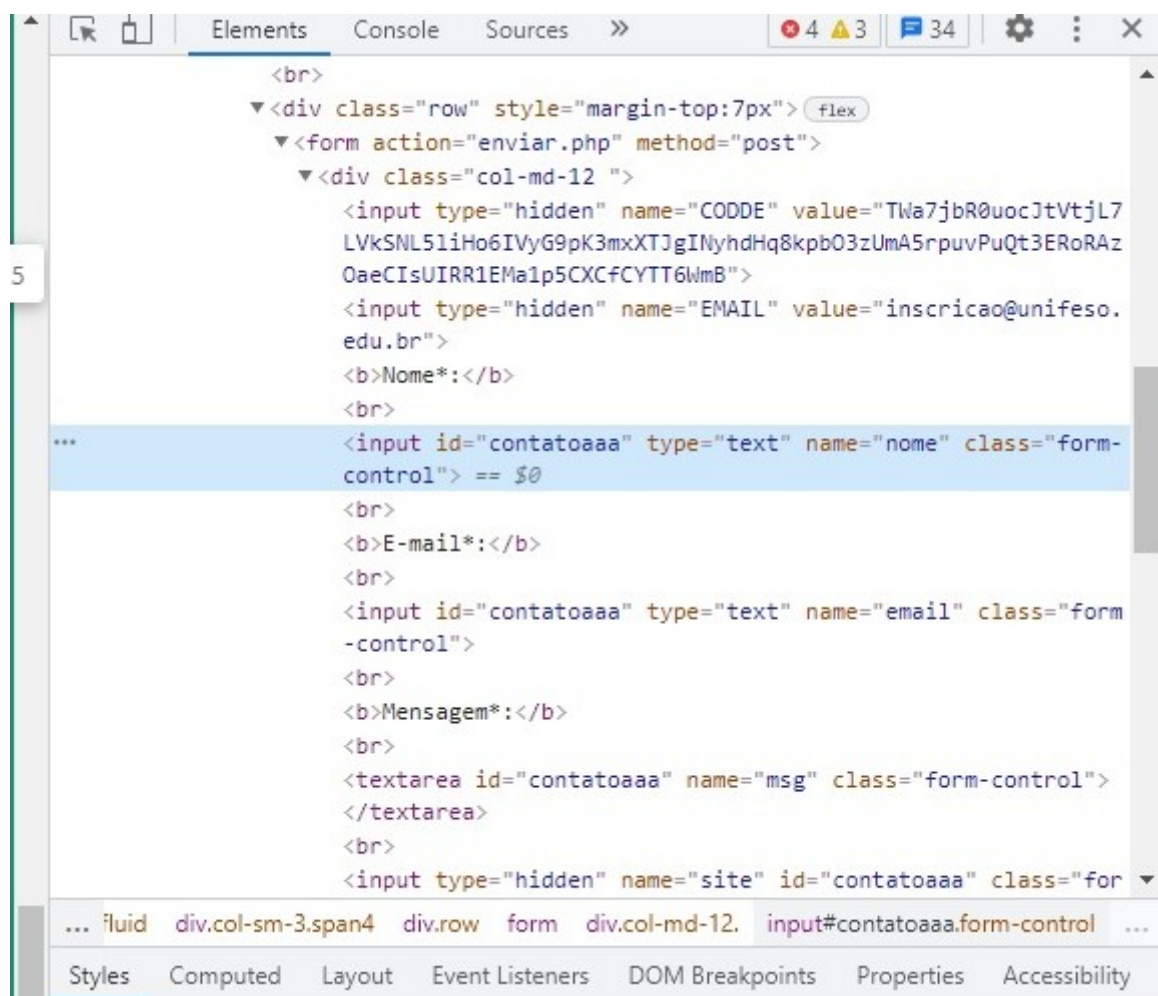 Elements Console Sources » 4 3 34
<br>
▼<div class="row" style="margin-top:7px"> flex
▼<form action="enviar.php" method="post">
▼<div class="col-md-12 ">
<input type="hidden" name="CODDE" value="TWa7jbR0uocJtVtjL7
LVkSNL51iHo6IVyG9pK3mxXTJgINyhdHq8kpbO3zUmA5rpuvPuQt3ERoRAz
OaeCIsUIRR1EMa1p5CXCfCYTT6WmB">
<input type="hidden" name="EMAIL" value="inscricao@unifeso.
edu.br">
<b>Nome*:</b>
<br>
... <input id="contatoaaa" type="text" name="nome" class="form-
control"> == $0
<br>
<b>E-mail*:</b>
<br>
<input id="contatoaaa" type="text" name="email" class="form
-control">
<br>
<b>Mensagem*:</b>
<br>
<textarea id="contatoaaa" name="msg" class="form-control">
</textarea>
<br>
<input type="hidden" name="site" id="contatoaaa" class="for
5
... fluid div.col-sm-3.span4 div.row form div.col-md-12. input#contatoaaa.form-control ...
Styles Computed Layout Event Listeners DOM Breakpoints Properties Accessibility